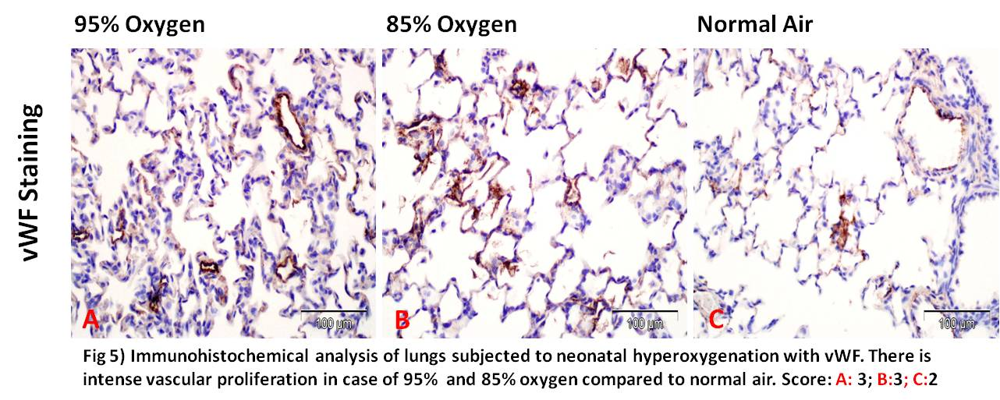 95% Oxygen
85% Oxygen
Normal Air
vWF Staining
A
100 µm
B
100 µm
C
100 µm
Fig 5) Immunohistochemical analysis of lungs subjected to neonatal hyperoxygenation with vWF. There is
intense vascular proliferation in case of 95% and 85% oxygen compared to normal air. Score: A: 3; B:3; C:2